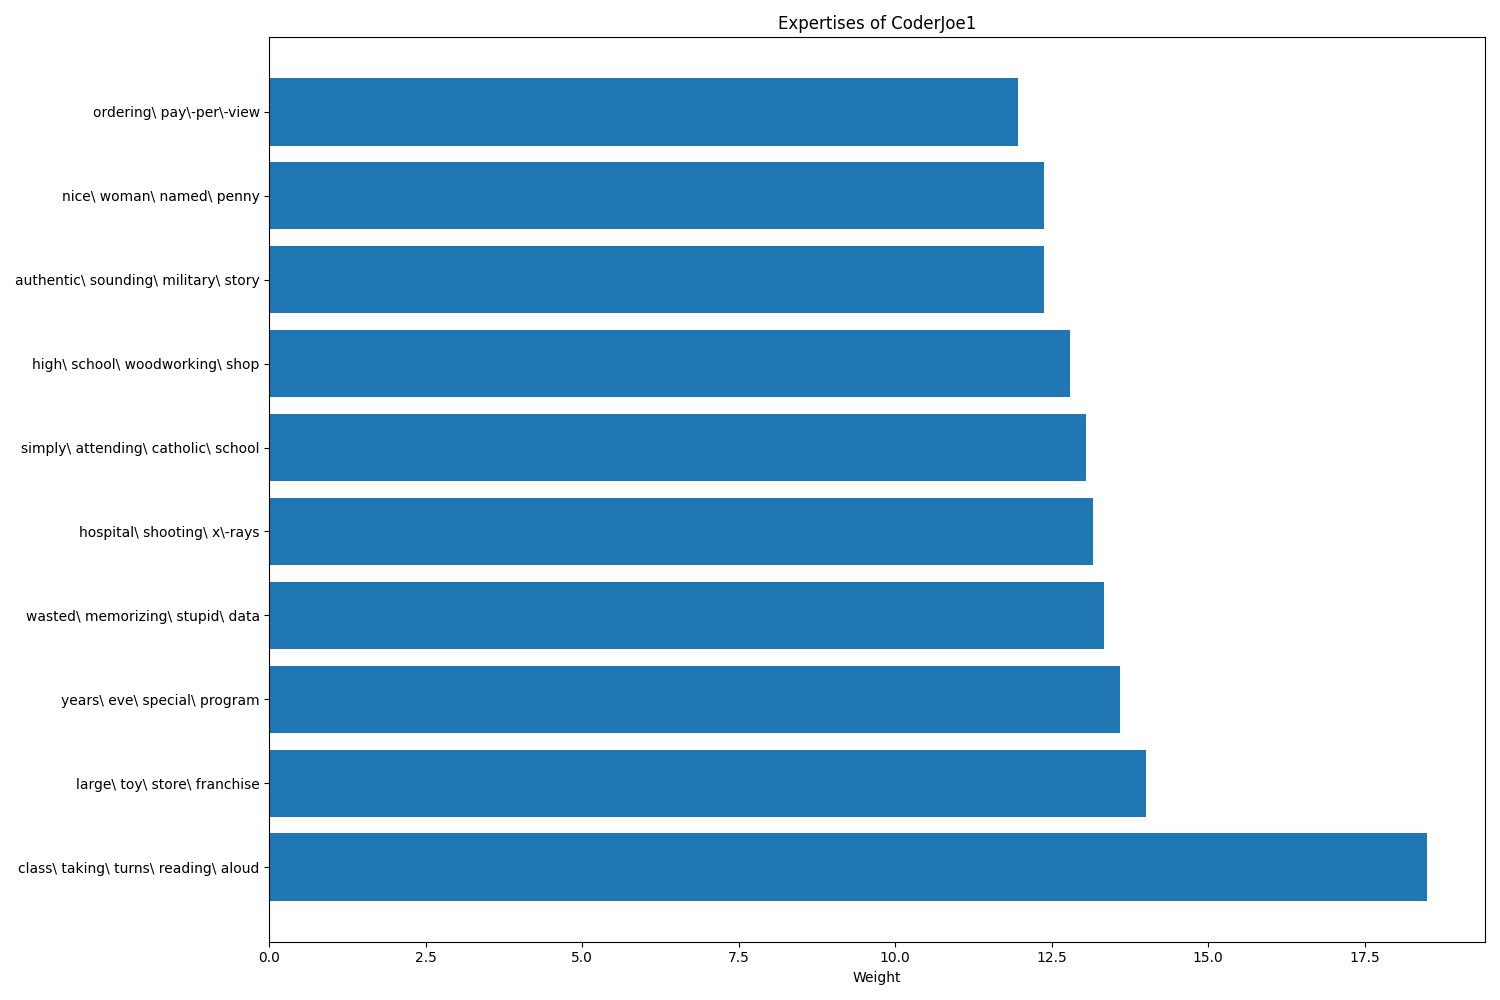 Expertises of CoderJoe1
ordering\ pay\-per\-view
nice\ woman\ named\ penny
authentic\ sounding\ military\ story
high\ school\ woodworking\ shop
simply\ attending\ catholic\ school
hospital\ shooting\ x\-rays
wasted\ memorizing\ stupid\ data
years\ eve\ special\ program
large\ toy\ store\ franchise
class\ taking\ turns\ reading\ aloud
0.0 2.5 5.0 7.5 10.0 12.5 15.0 17.5
Weight